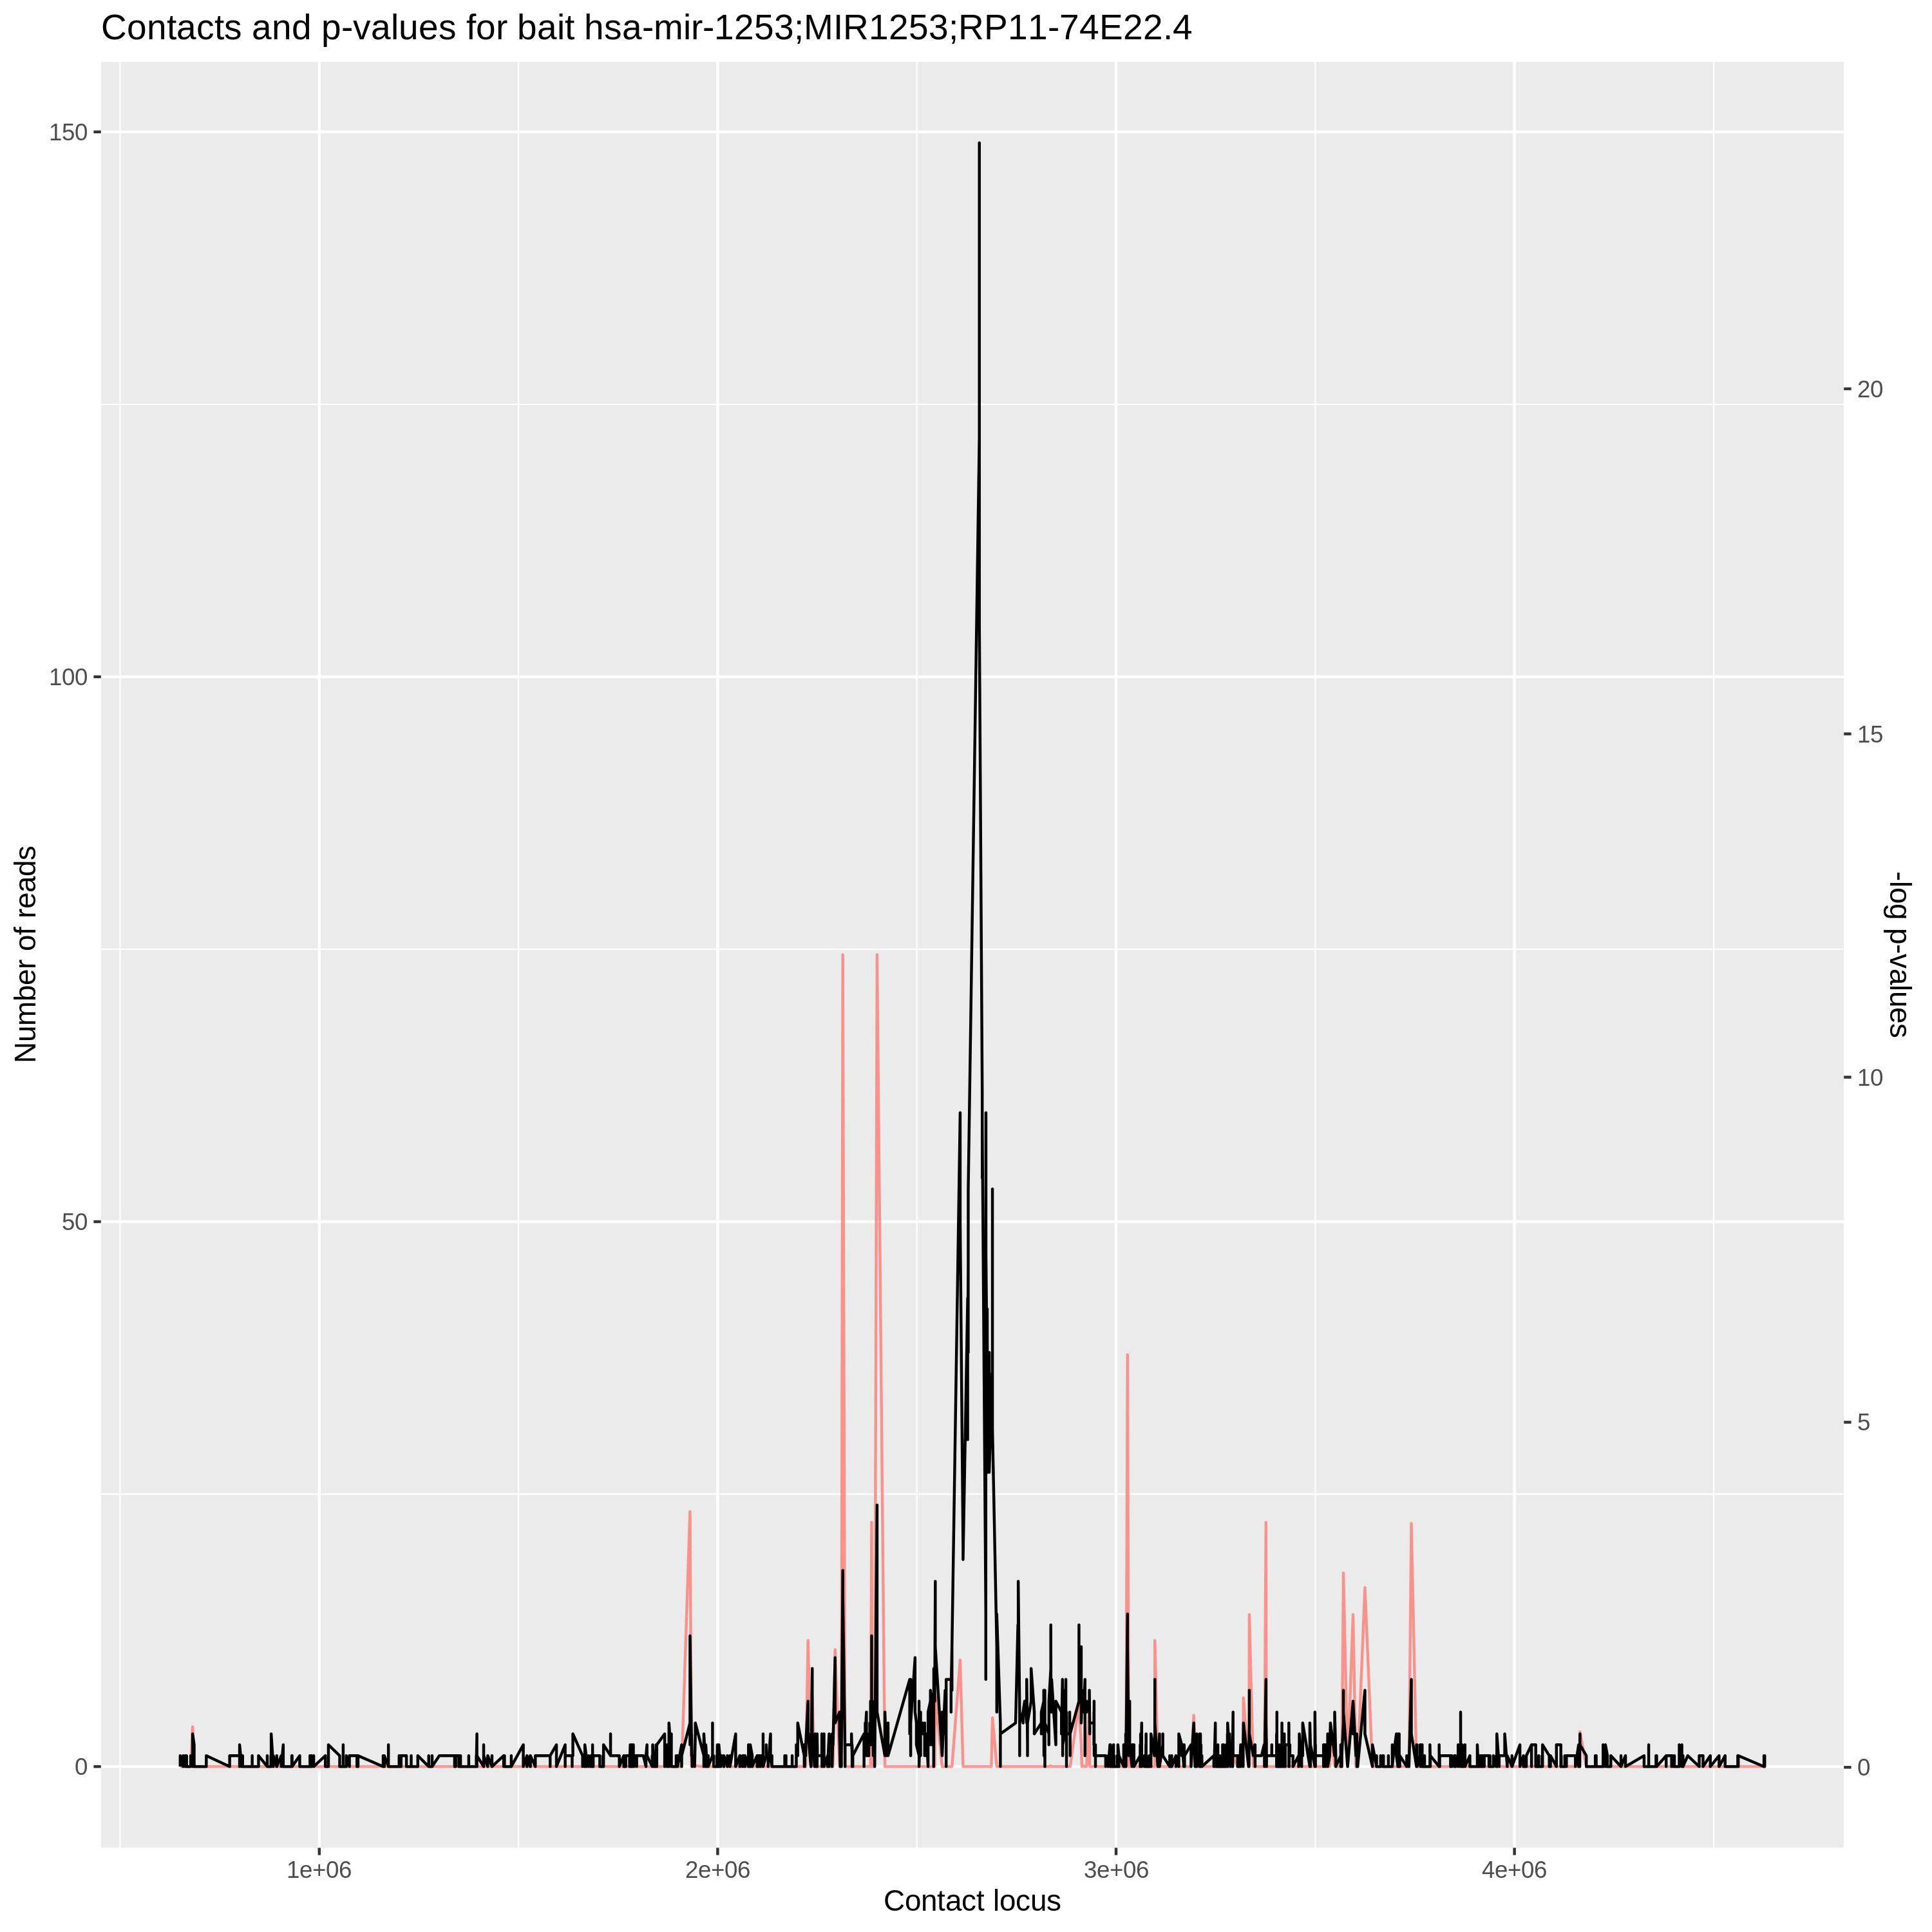 Contacts and p-values for bait hsa-mir-1253;MIR1253;RP11-74E22.4
150
100
50
0
Number of reads
20
15
10
5
0
-log p-values
1e+06 2e+06 3e+06 4e+06
Contact locus